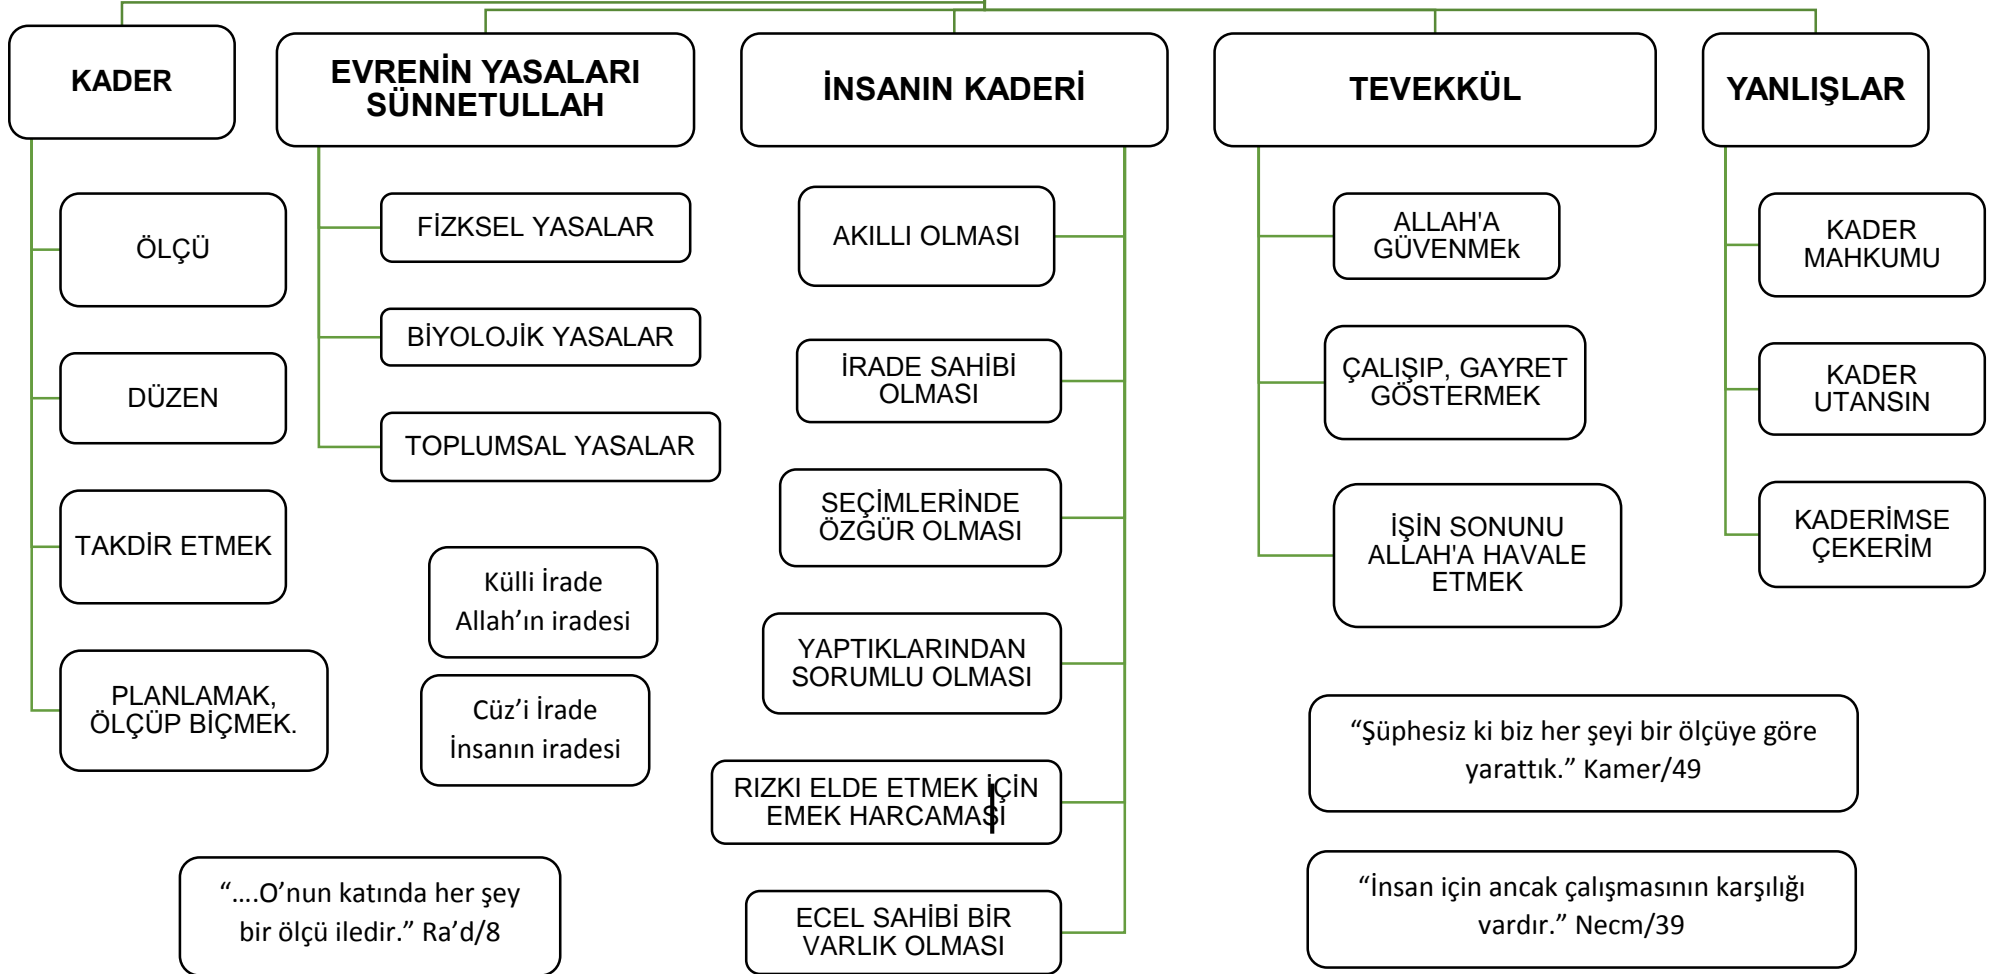 KADER
ÖLÇÜ
DÜZEN
TAKDİR ETMEK
PLANLAMAK,
ÖLÇÜP BİÇMEK.
EVRENİN YASALARI
SÜNNETULLAH
FİZKSEL YASALAR
BİYOLOJİK YASALAR
TOPLUMSAL YASALAR
Külli İrade
Allah’ın iradesi
Cüz’i İrade
İnsanın iradesi
“....O’nun katında her şey
bir ölçü iledir.” Ra’d/8
İNSANIN KADERİ
AKILLI OLMASI
İRADE SAHİBİ
OLMASI
SEÇİMLERİNDE
ÖZGÜR OLMASI
YAPTIKLARINDAN
SORUMLU OLMASI
RIZKI ELDE ETMEK İÇİN
EMEK HARCAMASI
ECEL SAHİBİ BİR
VARLIK OLMASI
TEVEKKÜL
ALLAH'A
GÜVENMEk
ÇALIŞIP, GAYRET
GÖSTERMEK
İŞİN SONUNU
ALLAH'A HAVALE
ETMEK
YANLIŞLAR
KADER
MAHKUMU
KADER
UTANSIN
KADERİMSE
ÇEKERİM
“Şüphesiz ki biz her şeyi bir ölçüye göre
yarattık.” Kamer/49
“İnsan için ancak çalışmasının karşılığı
vardır.” Necm/39